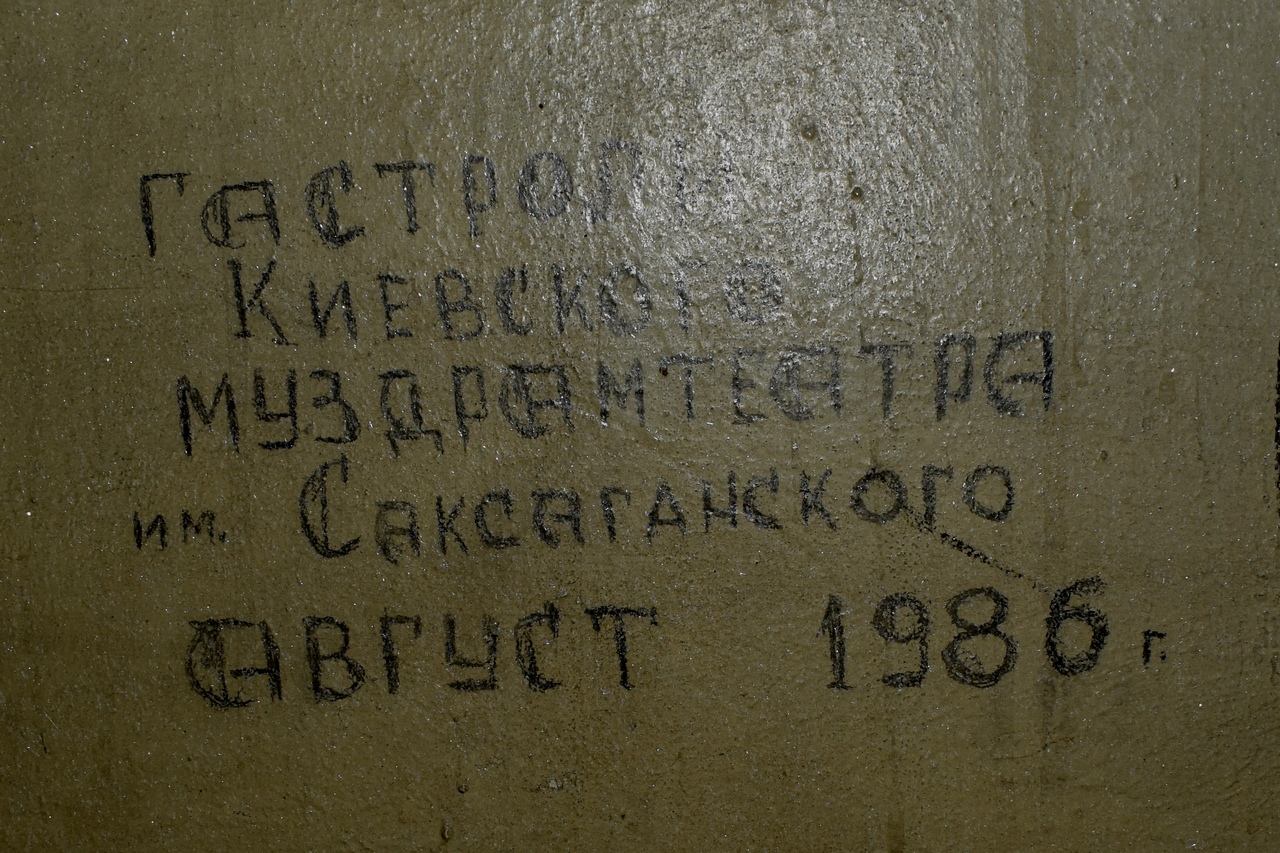 Гастроли
Киевского
муздрамтеатра
им. Саксаганского
Август 1986 г.